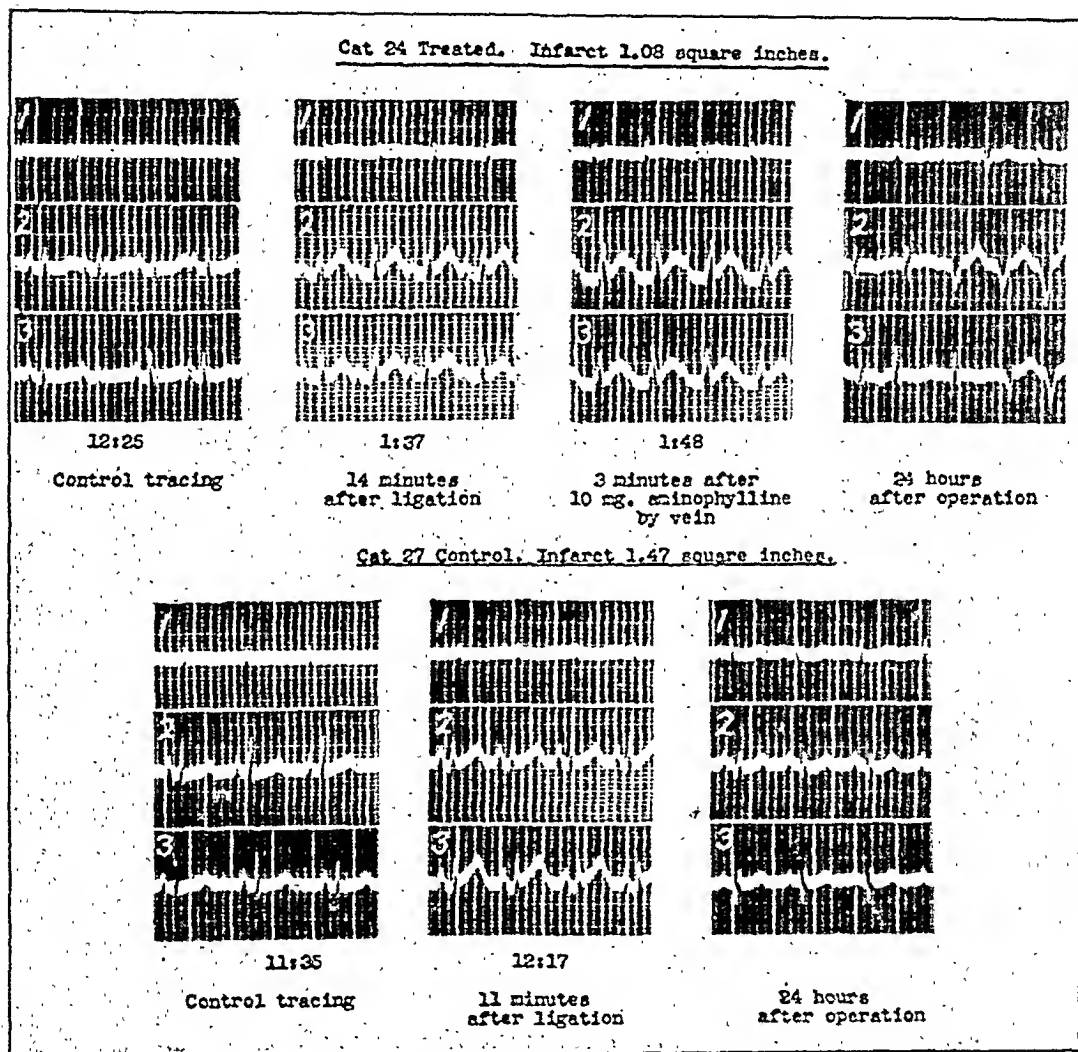 Cat 24 Treated. Infarct 1.08 square inches.
1 1 1 1
2 2 2 2
3 3 3 3
12:25 1:37 1:48
Control tracing
14 minutes
after ligation
3 minutes after
10 mg. aminophylline
by vein
24 hours
after operation
Cat 27 Control. Infarct 1.47 square inches.
1 1 1
2 2 2
3 3 3
11:35 12:17
Control tracing
11 minutes
after ligation
24 hours
after operation